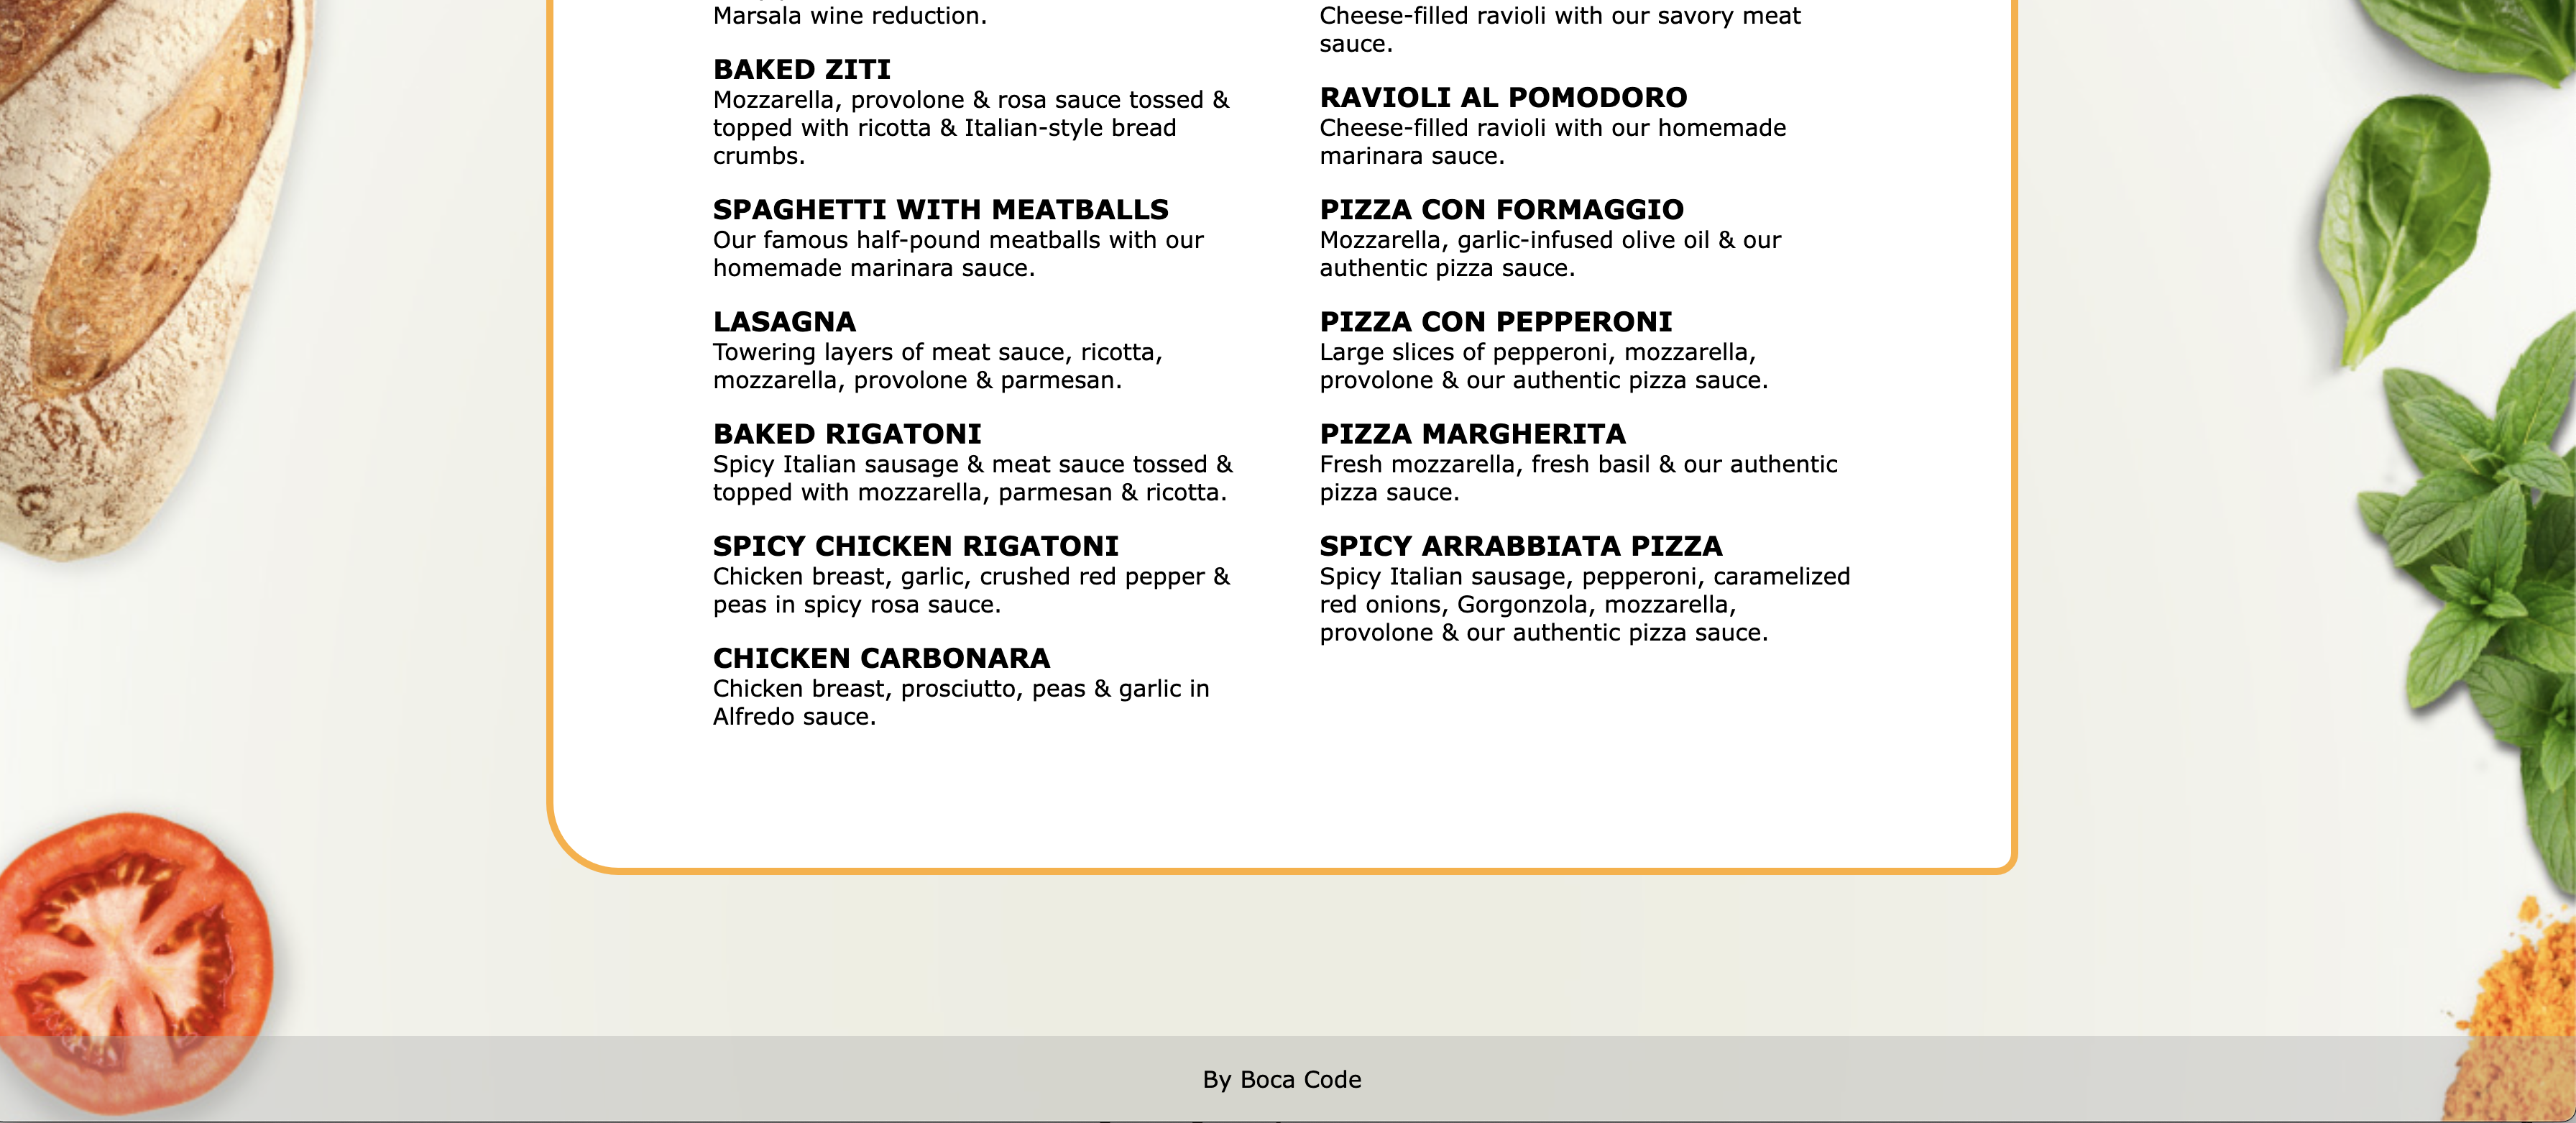 Marsala wine reduction.
BAKED ZITI
Mozzarella, provolone & rosa sauce tossed &
topped with ricotta & Italian-style bread
crumbs.
SPAGHETTI WITH MEATBALLS
Our famous half-pound meatballs with our
homemade marinara sauce.
LASAGNA
Towering layers of meat sauce, ricotta,
mozzarella, provolone & parmesan.
BAKED RIGATONI
Spicy Italian sausage & meat sauce tossed &
topped with mozzarella, parmesan & ricotta.
SPICY CHICKEN RIGATONI
Chicken breast, garlic, crushed red pepper &
peas in spicy rosa sauce.
CHICKEN CARBONARA
Chicken breast, prosciutto, peas & garlic in
Alfredo sauce.
Cheese-filled ravioli with our savory meat
sauce.
RAVIOLI AL POMODORO
Cheese-filled ravioli with our homemade
marinara sauce.
PIZZA CON FORMAGGIO
Mozzarella, garlic-infused olive oil & our
authentic pizza sauce.
PIZZA CON PEPPERONI
Large slices of pepperoni, mozzarella,
provolone & our authentic pizza sauce.
PIZZA MARGHERITA
Fresh mozzarella, fresh basil & our authentic
pizza sauce.
SPICY ARRABBIATA PIZZA
Spicy Italian sausage, pepperoni, caramelized
red onions, Gorgonzola, mozzarella,
provolone & our authentic pizza sauce.
By Boca Code